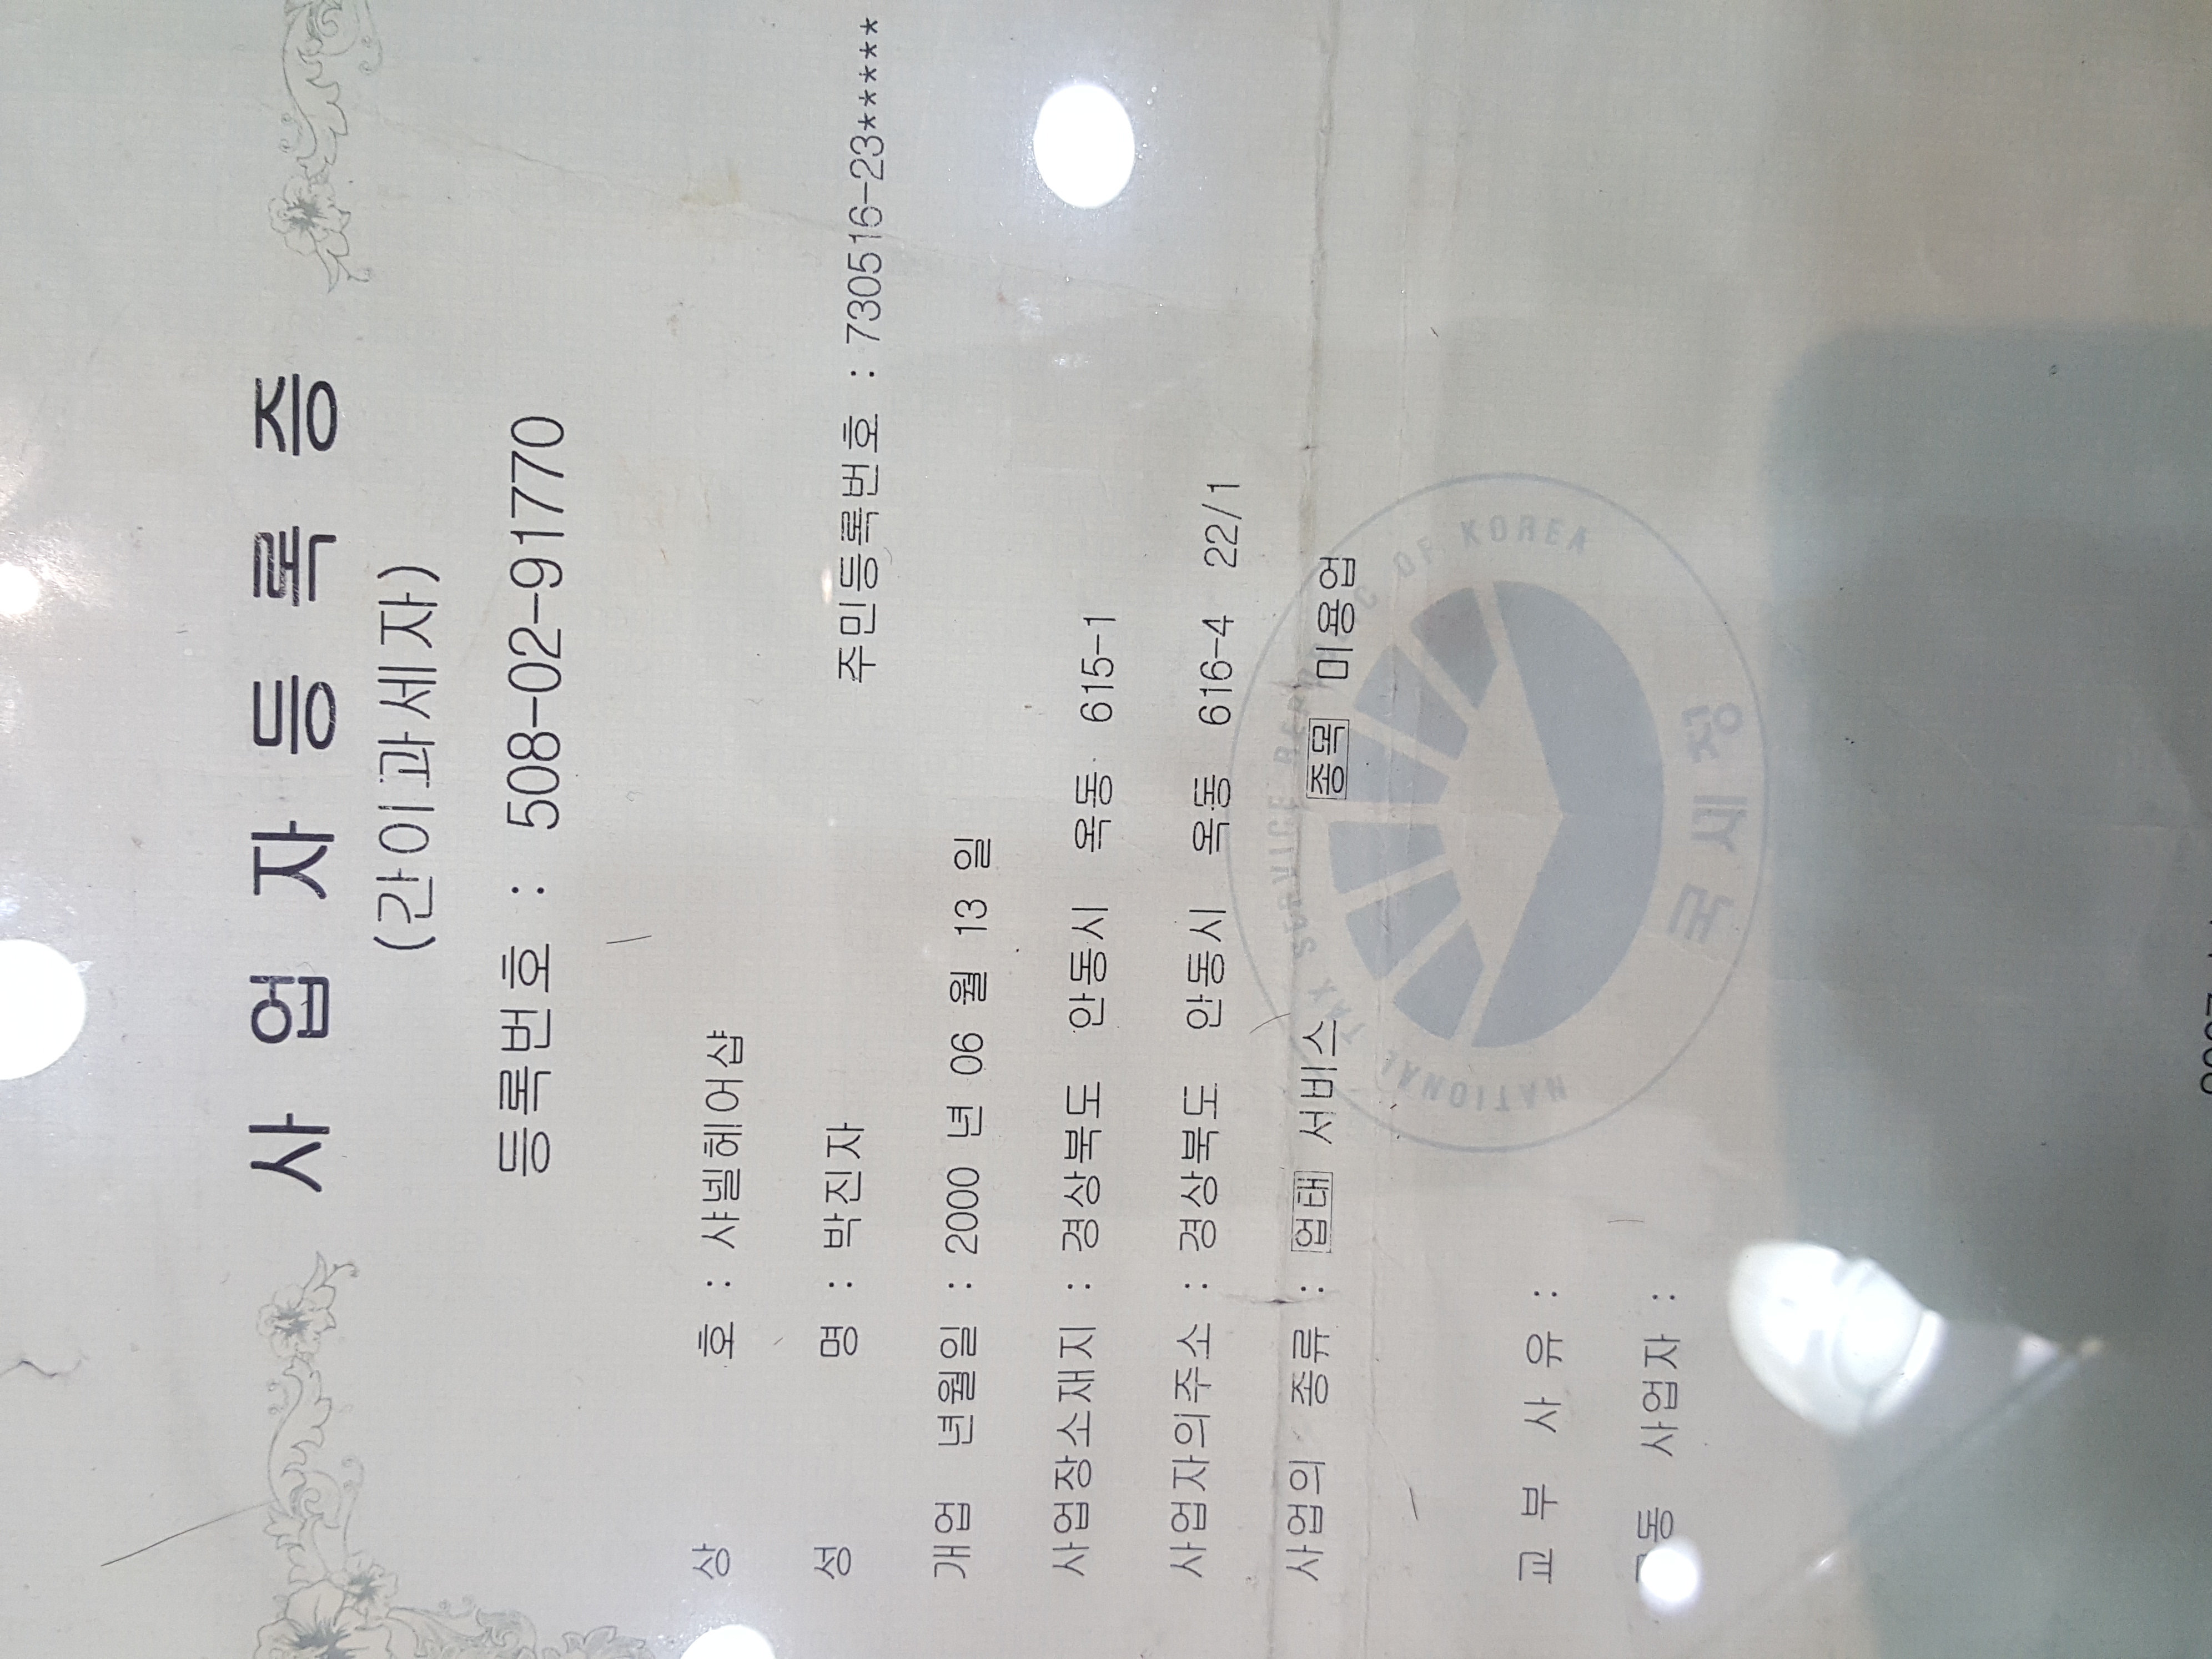 사 업 자 등 록 증
(간이과세자)
등록번호 : 508-02-91770
상 호 : 샤넬헤어샵
성 명 : 박진자 주민등록번호 : 730516-23*****
개업 년월일 : 2000 년 06 월 13 일
사업장소재지 : 경상북도 안동시 옥동 615-1
사업자의주소 : 경상북도 안동시 옥동 616-4 22/1
사업의 종류 : 업태 서비스 종목 미용업
NATIONAL TAX SERVICE REPUBLIC OF KOREA
국세청
교 부 사 유 :
공동 사업자 :